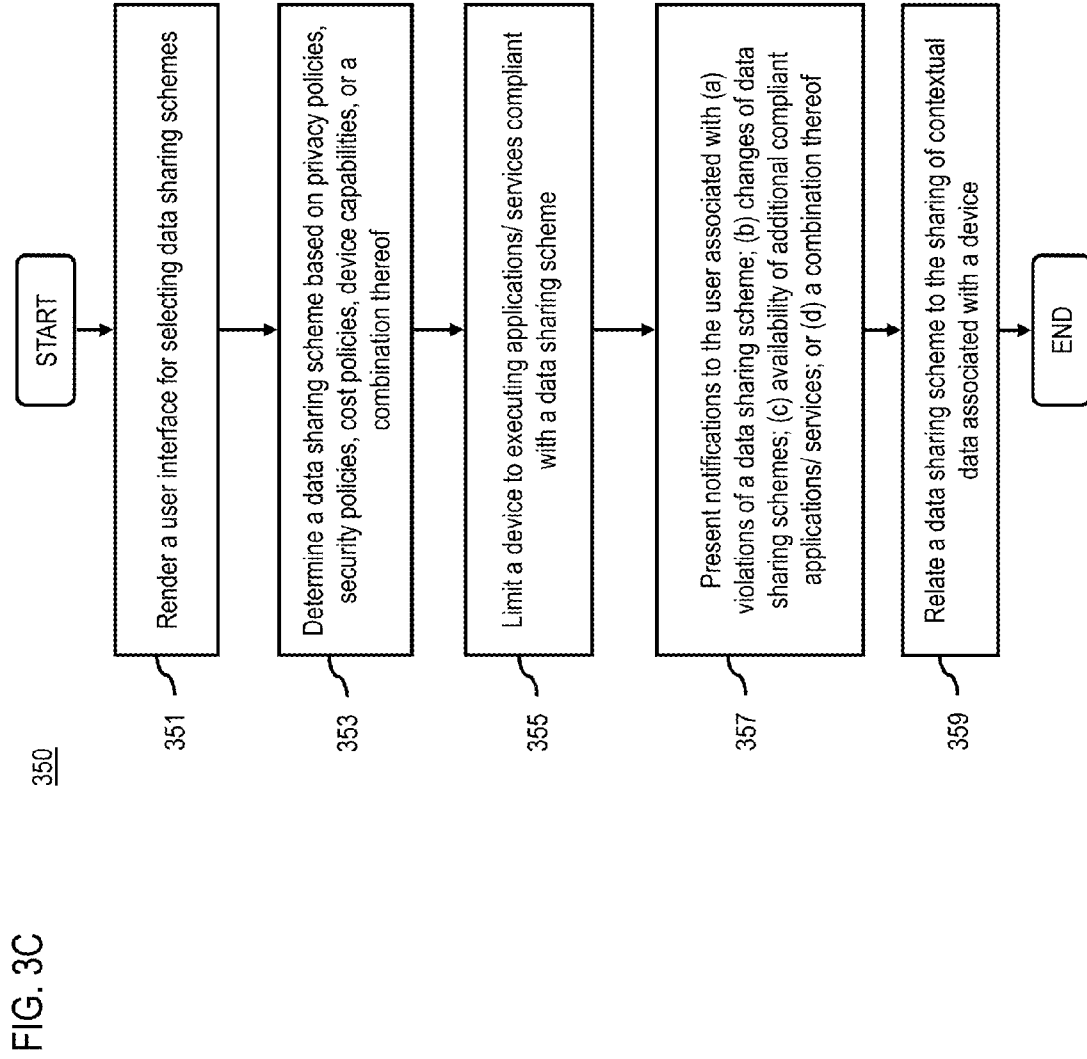 FIG. 3C
350
START
351
Render a user interface for selecting data sharing schemes
353
Determine a data sharing scheme based on privacy policies,
security policies, cost policies, device capabilities, or a
combination thereof
355
Limit a device to executing applications/ services compliant
with a data sharing scheme
357
Present notifications to the user associated with (a)
violations of a data sharing scheme; (b) changes of data
sharing schemes; (c) availability of additional compliant
applications/ services; or (d) a combination thereof
359
Relate a data sharing scheme to the sharing of contextual
data associated with a device
END